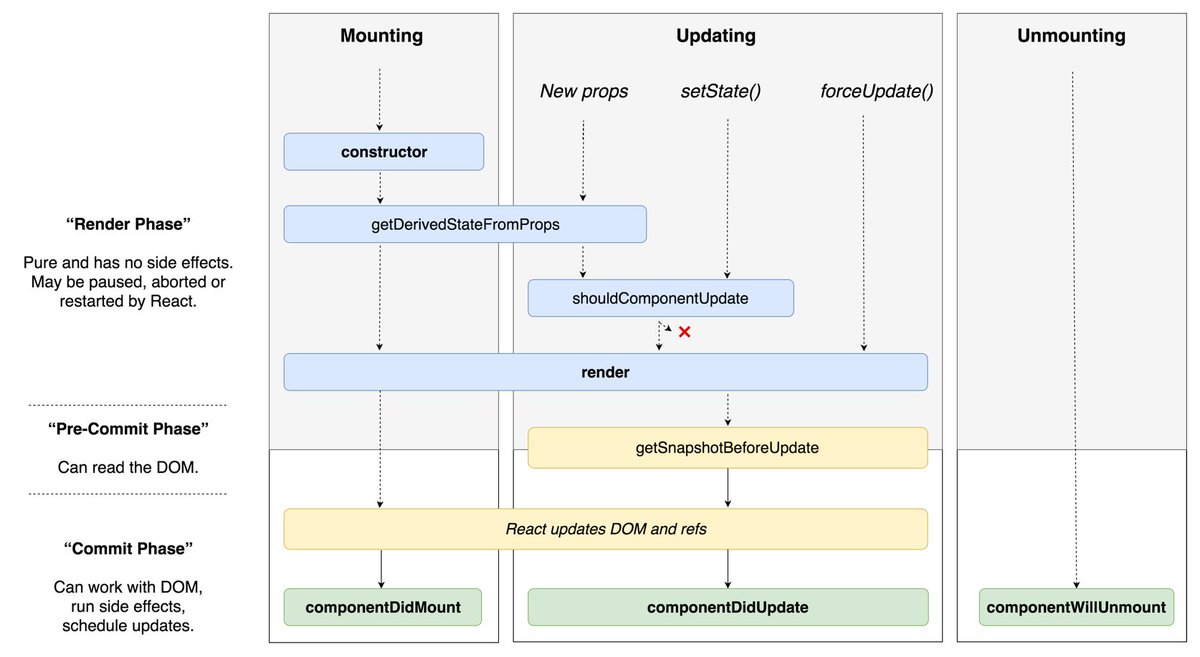 Mounting
Updating
Unmounting
New props
setState()
forceUpdate()
constructor
“Render Phase”
getDerivedStateFromProps
Pure and has no side effects.
May be paused, aborted or
restarted by React.
shouldComponentUpdate
render
“Pre-Commit Phase”
getSnapshotBeforeUpdate
Can read the DOM.
React updates DOM and refs
“Commit Phase”
Can work with DOM,
run side effects,
schedule updates.
componentDidMount
componentDidUpdate
componentWillUnmount